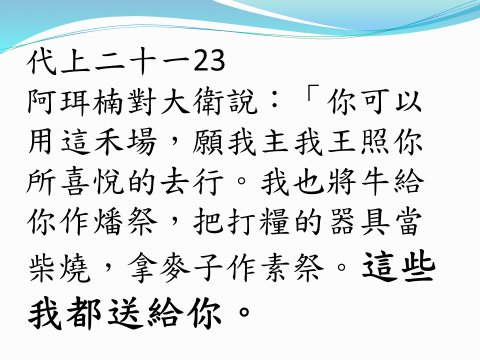 代上二十一23
阿珥楠對大衛說：「你可以
用這禾場，願我主我王照你
所喜悅的去行。我也將牛給
你作燔祭，把打糧的器具當
柴燒，拿麥子作素祭。這些
我都送給你。